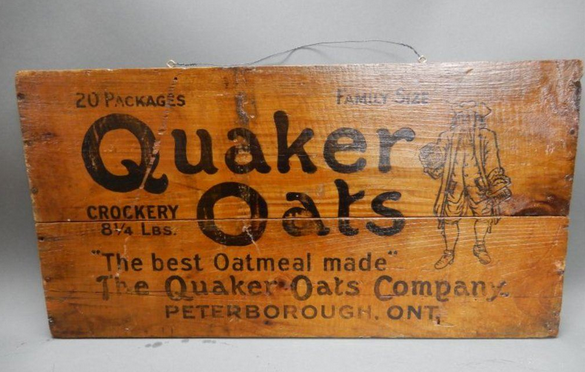 20 PACKAGES FAMILY SIZE
Quaker
Oats
CROCKERY
8¼ LBS.
"The best Oatmeal made"
The Quaker Oats Company
PETERBOROUGH, ONT.